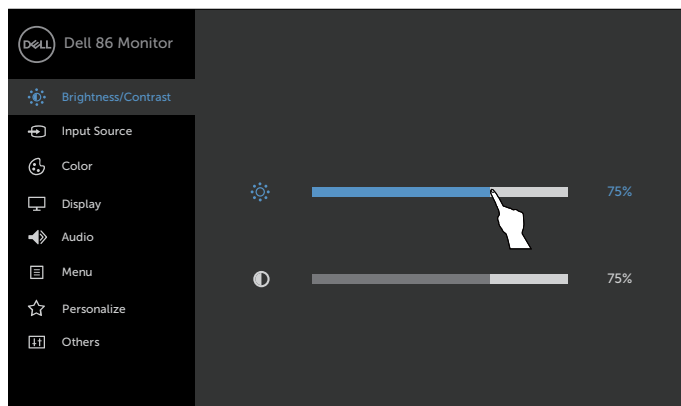 DELL
Dell 86 Monitor
Brightness/Contrast
Input Source
Color
Display
Audio
Menu
Personalize
Others
75%
75%